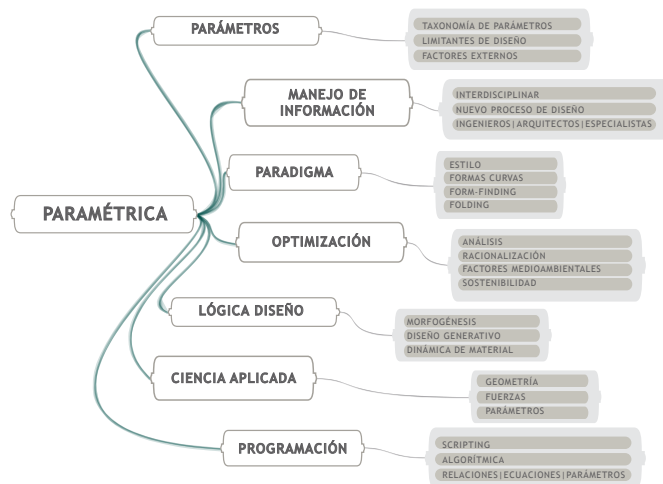 PARÁMETROS
TAXONOMÍA DE PARÁMETROS
LIMITANTES DE DISEÑO
FACTORES EXTERNOS
MANEJO DE
INFORMACIÓN
INTERDISCIPLINAR
NUEVO PROCESO DE DISEÑO
INGENIEROS|ARQUITECTOS|ESPECIALISTAS
PARADIGMA
ESTILO
FORMAS CURVAS
FORM-FINDING
FOLDING
PARAMÉTRICA
OPTIMIZACIÓN
ANÁLISIS
RACIONALIZACIÓN
FACTORES MEDIOAMBIENTALES
SOSTENIBILIDAD
LÓGICA DISEÑO
MORFOGÉNESIS
DISEÑO GENERATIVO
DINÁMICA DE MATERIAL
CIENCIA APLICADA
GEOMETRÍA
FUERZAS
PARÁMETROS
PROGRAMACIÓN
SCRIPTING
ALGORÍTMICA
RELACIONES|ECUACIONES|PARÁMETROS